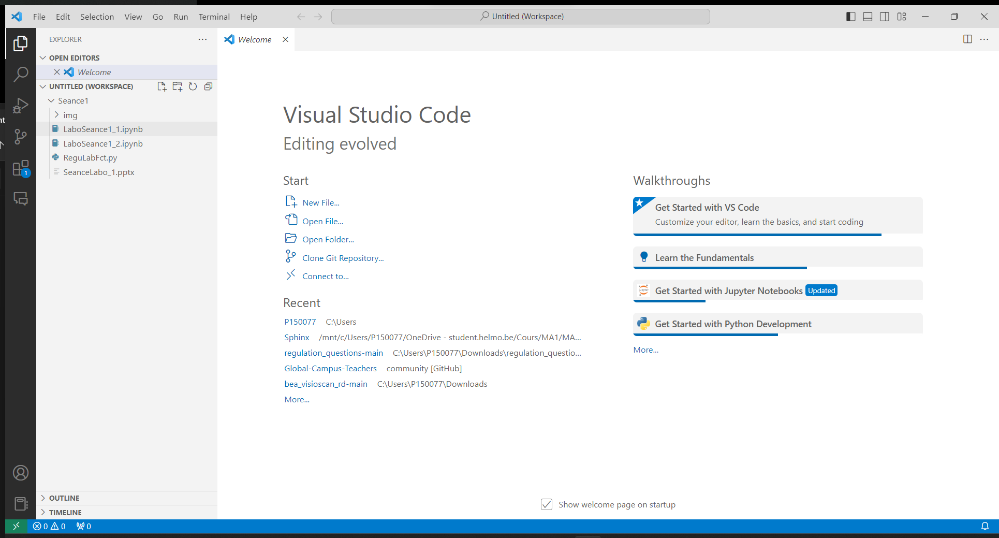 File Edit Selection View Go Run Terminal Help
Untitled (Workspace)
EXPLORER
OPEN EDITORS
Welcome
UNTITLED (WORKSPACE)
Seance1
img
LaboSeance1_1.ipynb
LaboSeance1_2.ipynb
ReguLabFct.py
SeanceLabo_1.pptx
1
OUTLINE
TIMELINE
Welcome
Visual Studio Code
Editing evolved
Start
New File...
Open File...
Open Folder...
Clone Git Repository...
Connect to...
Recent
P150077 C:\Users
Sphinx /mnt/c/Users/P150077/OneDrive - student.helmo.be/Cours/MA1/MA...
regulation_questions-main C:\Users\P150077\Downloads\regulation_questio...
Global-Campus-Teachers community [GitHub]
bea_visioscan_rd-main C:\Users\P150077\Downloads
More...
Walkthroughs
Get Started with VS Code
Customize your editor, learn the basics, and start coding
Learn the Fundamentals
Get Started with Jupyter Notebooks Updated
Get Started with Python Development
More...
Show welcome page on startup
0 0 0
nt